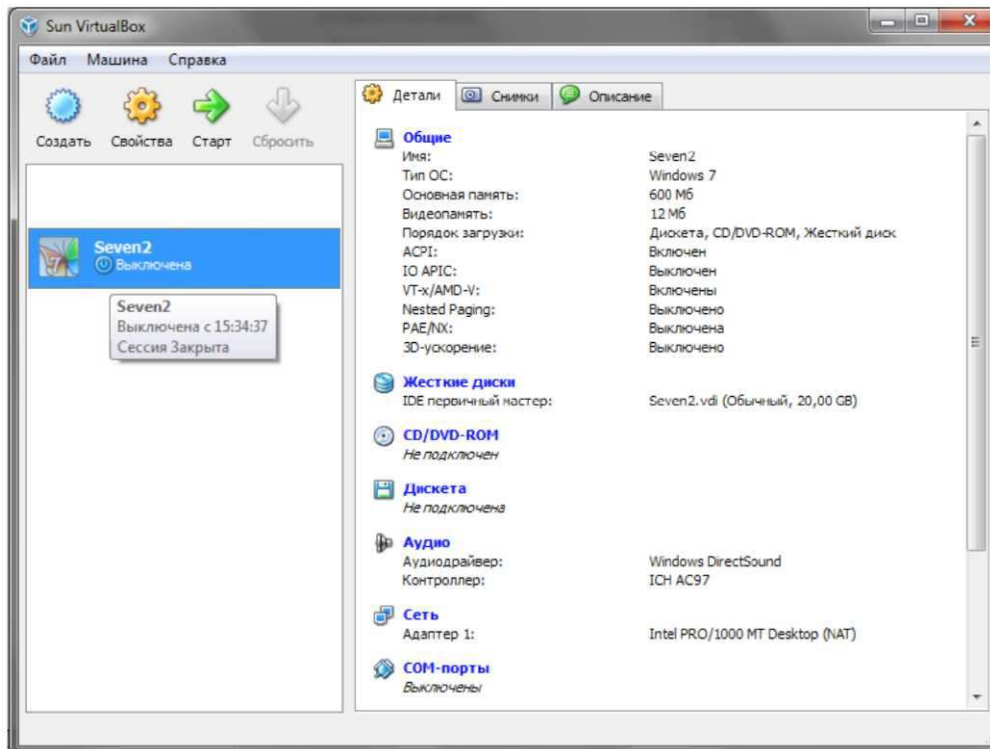 Sun VirtualBox
Файл Машина Справка
Создать Свойства Старт Сбросить
Seven2
Выключена
Seven2
Выключена с 15:34:37
Сессия Закрыта
Детали Снимки Описание
Общие
Имя: Seven2
Тип ОС: Windows 7
Основная память: 600 Мб
Видеопамять: 12 Мб
Порядок загрузки: Дискета, CD/DVD-ROM, Жесткий диск
ACPI: Включен
IO APIC: Выключен
VT-x/AMD-V: Включены
Nested Paging: Выключено
PAE/NX: Выключена
3D-ускорение: Выключено
Жесткие диски
IDE первичный мастер: Seven2.vdi (Обычный, 20,00 GB)
CD/DVD-ROM
Не подключен
Дискета
Не подключена
Аудио
Аудиодрайвер: Windows DirectSound
Контроллер: ICH AC97
Сеть
Адаптер 1: Intel PRO/1000 MT Desktop (NAT)
COM-порты
Выключены